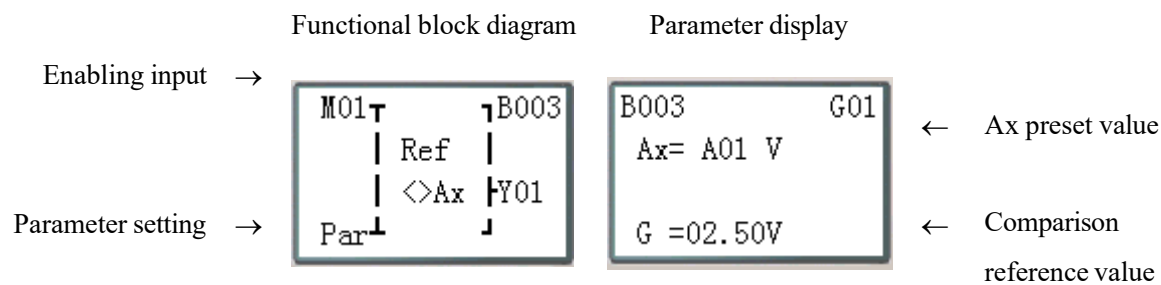 Functional block diagram
Parameter display
Enabling input →
M01 B003
Ref
<>Ax Y01
Par
Parameter setting →
B003 G01
Ax= A01 V
G =02.50V
← Ax preset value
← Comparison
reference value